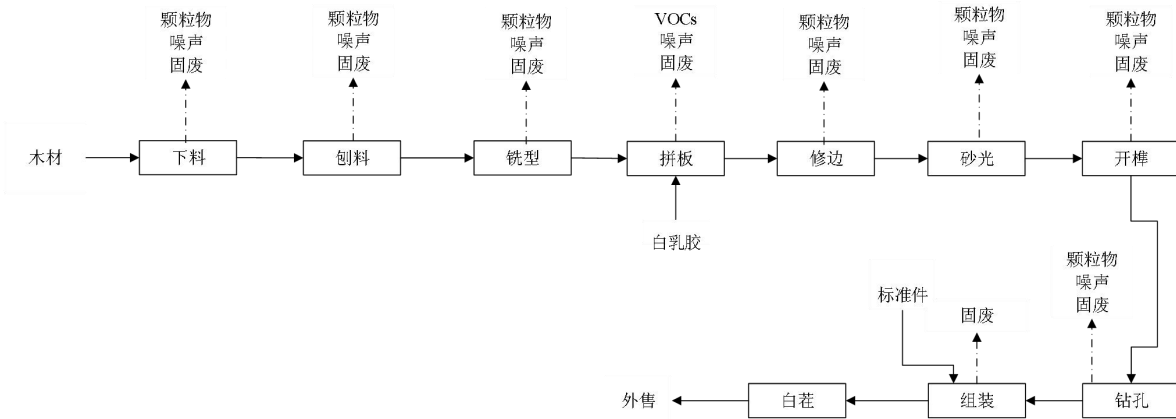 颗粒物
噪声
固废
颗粒物
噪声
固废
颗粒物
噪声
固废
VOCs
噪声
固废
颗粒物
噪声
固废
颗粒物
噪声
固废
颗粒物
噪声
固废
木材
下料
刨料
铣型
拼板
修边
砂光
开榫
白乳胶
标准件
固废
颗粒物
噪声
固废
外售
白茬
组装
钻孔